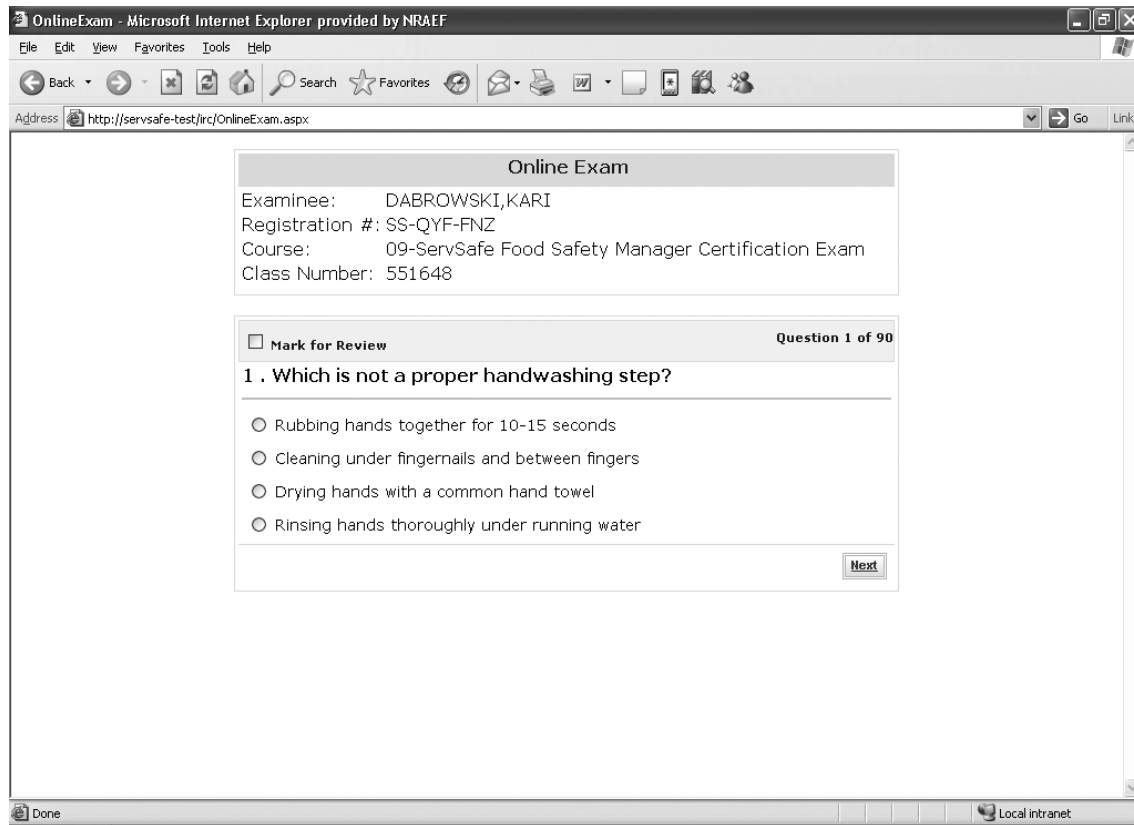 OnlineExam - Microsoft Internet Explorer provided by NRAEF
File Edit View Favorites Tools Help
Back Search Favorites
Address http://servsafe-test/irc/OnlineExam.aspx Go Link
Online Exam
Examinee: DABROWSKI,KARI
Registration #: SS-QYF-FNZ
Course: 09-ServSafe Food Safety Manager Certification Exam
Class Number: 551648
Mark for Review Question 1 of 90
1 . Which is not a proper handwashing step?
Rubbing hands together for 10-15 seconds
Cleaning under fingernails and between fingers
Drying hands with a common hand towel
Rinsing hands thoroughly under running water
Next
Done Local intranet